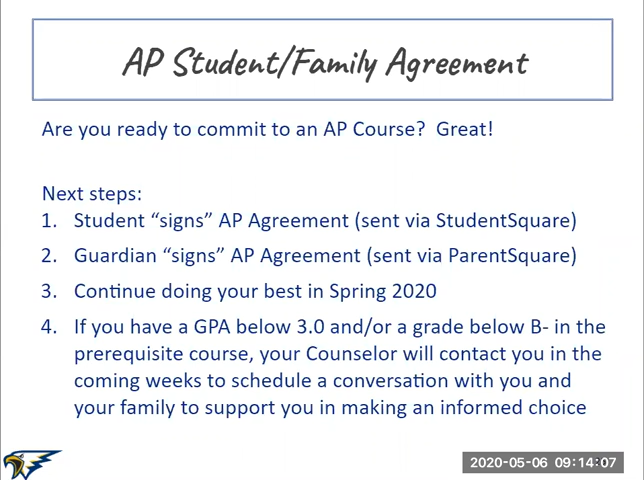 AP Student/Family Agreement
Are you ready to commit to an AP Course?  Great!
Next steps:
1. Student “signs” AP Agreement (sent via StudentSquare)
2. Guardian “signs” AP Agreement (sent via ParentSquare)
3. Continue doing your best in Spring 2020
4. If you have a GPA below 3.0 and/or a grade below B- in the
prerequisite course, your Counselor will contact you in the
coming weeks to schedule a conversation with you and
your family to support you in making an informed choice
2020-05-06 09:14:07